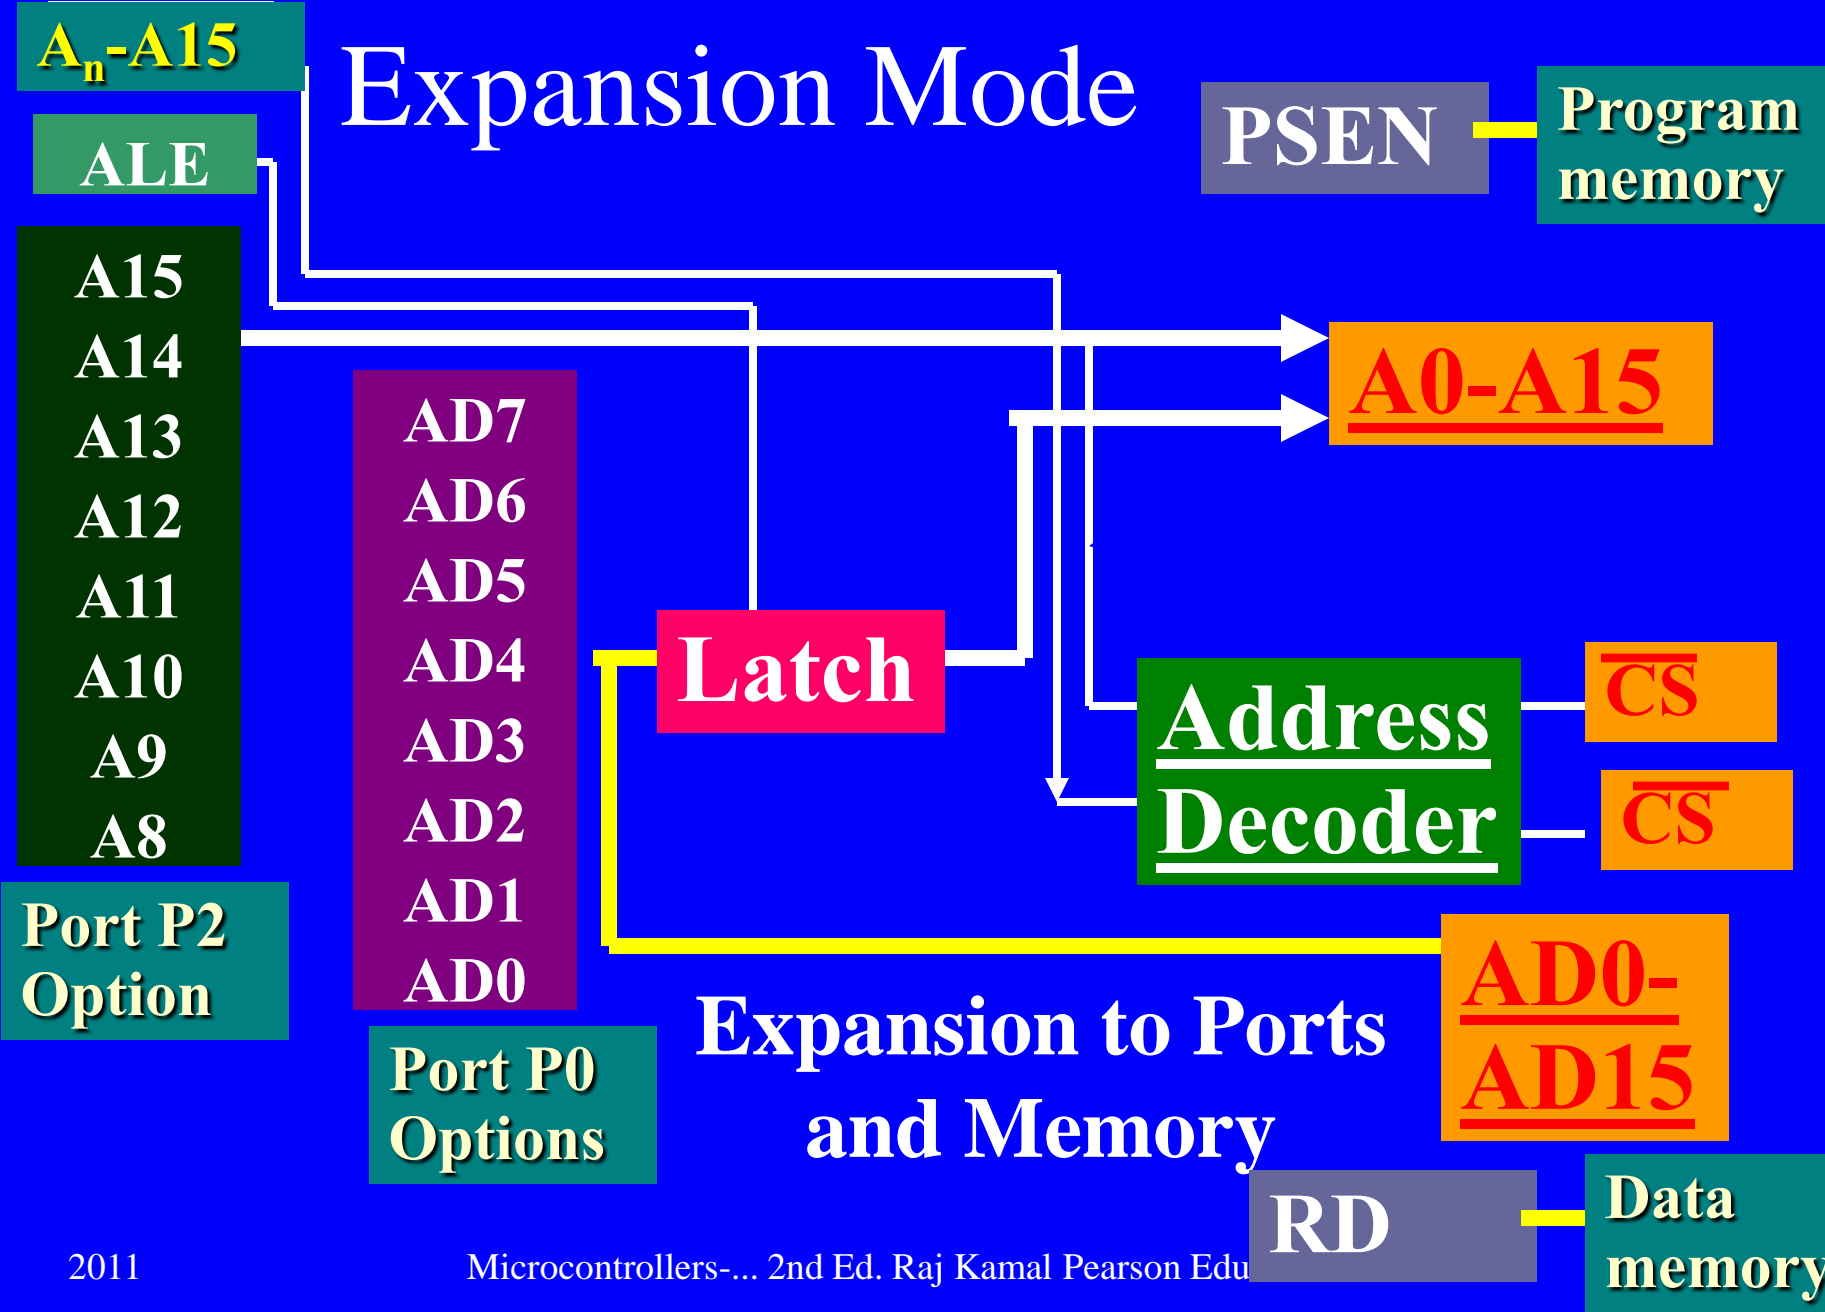 Aₙ-A15
Expansion Mode
PSEN
Program
memory
ALE
A15
A14
A13
A12
A11
A10
A9
A8
Port P2
Option
AD7
AD6
AD5
AD4
AD3
AD2
AD1
AD0
Port P0
Options
Latch
A0-A15
Address
Decoder
CS
CS
AD0-
AD15
Expansion to Ports
and Memory
RD
Data
memory
2011
Microcontrollers-... 2nd Ed. Raj Kamal Pearson Edu